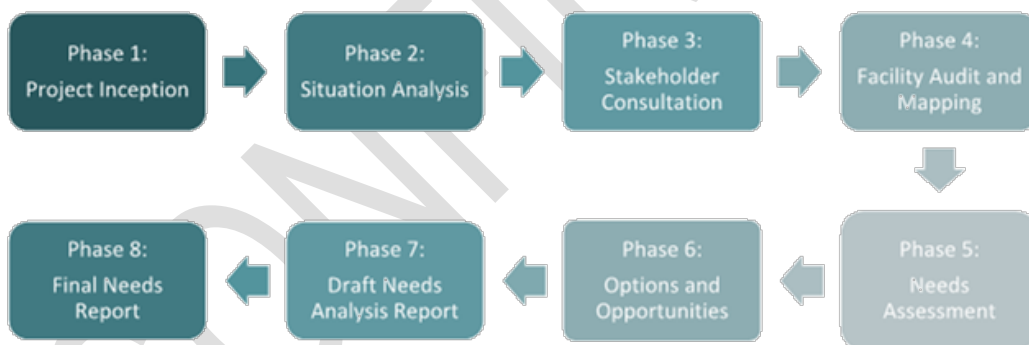 Phase 1:
Project Inception
Phase 2:
Situation Analysis
Phase 3:
Stakeholder
Consultation
Phase 4:
Facility Audit and
Mapping
Phase 5:
Needs
Assessment
Phase 6:
Options and
Opportunities
Phase 7:
Draft Needs
Analysis Report
Phase 8:
Final Needs
Report